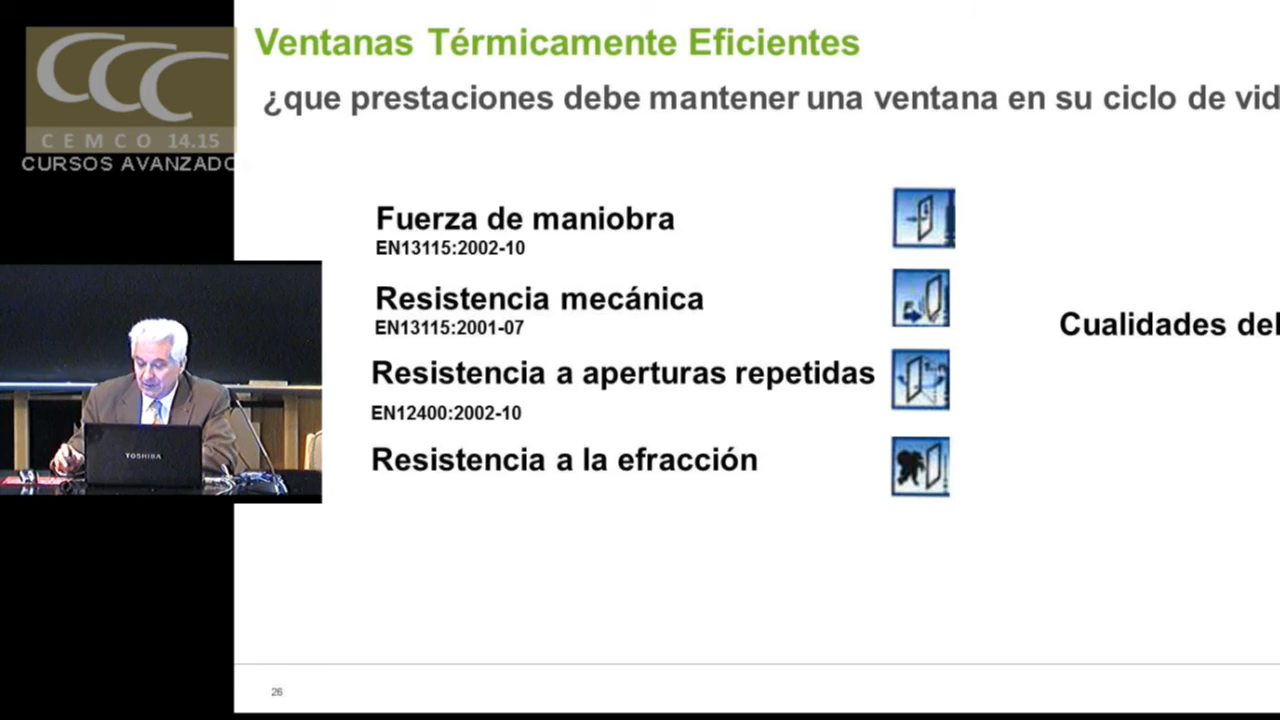 CCC
CEMCO 14.15
CURSOS AVANZADO
Ventanas Térmicamente Eficientes
¿que prestaciones debe mantener una ventana en su ciclo de vid
Fuerza de maniobra
EN13115:2002-10
Resistencia mecánica
EN13115:2001-07
Cualidades del
Resistencia a aperturas repetidas
EN12400:2002-10
Resistencia a la efracción
TOSHIBA
26